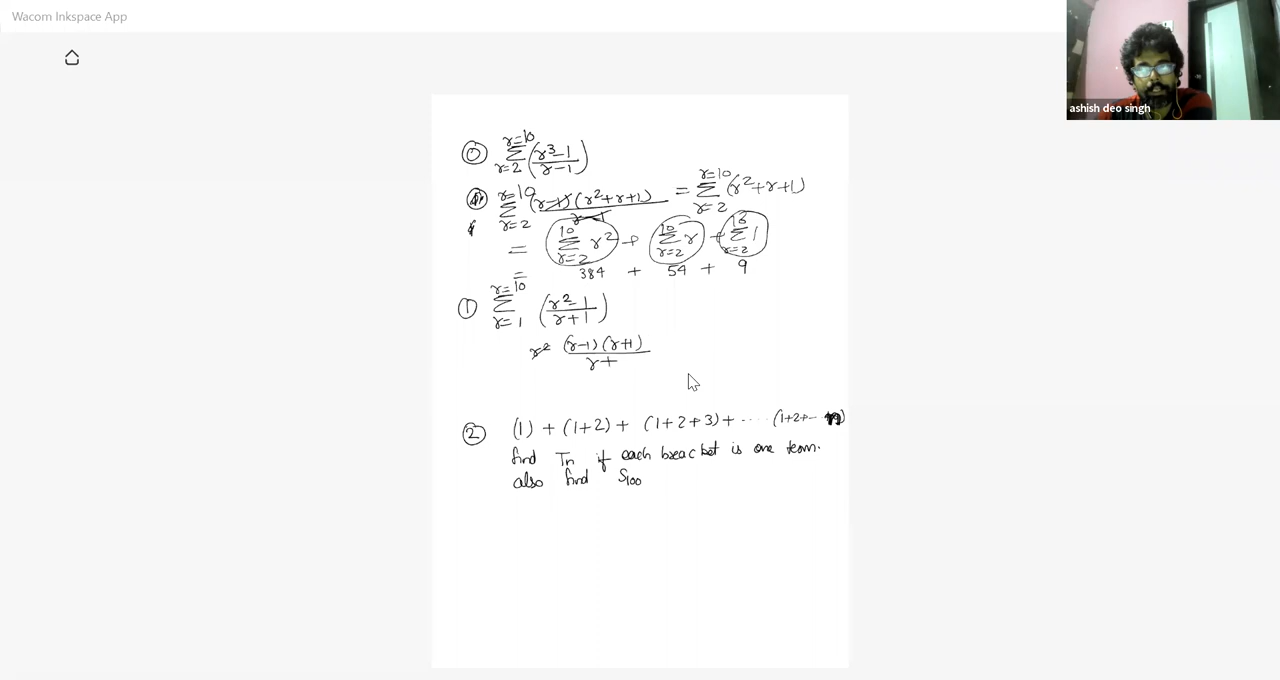 Wacom Inkspace App
ashish deo singh
⓪ r=10 Σ r=2 (r³-1 / r-1)
r=10 Σ r=2 (r-1)(r²+r+1) / r-1 = r=10 Σ r=2 (r²+r+1)
= 10 Σ r=2 r² + 10 Σ r=2 r + 10 Σ r=2 1
= 384 + 54 + 9
① r=10 Σ r=1 (r²-1 / r+1)
(r-1)(r+1) / r+
② (1) + (1+2) + (1+2+3) + ···· (1+2+·· n)
find Tn if each bracket is one term.
also find S100